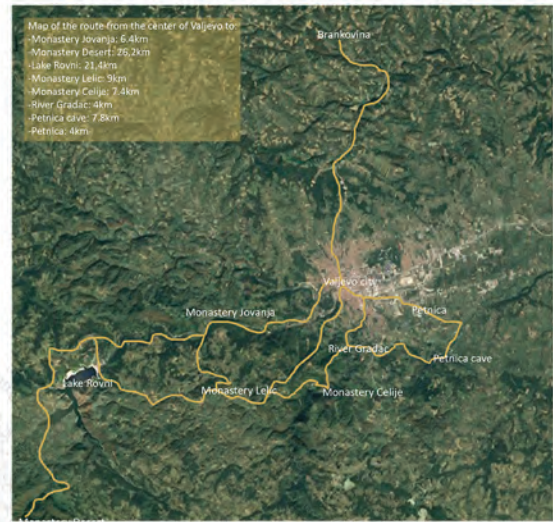 Map of the route from the center of Valjevo to:
-Monastery Jovanja: 6.4km
-Monastery Desert: 26,2km
-Lake Rovni: 21,4km
-Monastery Lelic: 9km
-Monastery Celije: 7.4km
-River Gradac: 4km
-Petnica cave: 7.8km
-Petnica: 4km
Brankovina
Valjevo city
Petnica
Monastery Jovanja
River Gradac
Petnica cave
Lake Rovni
Monastery Lelic
Monastery Celije
Monastery Desert